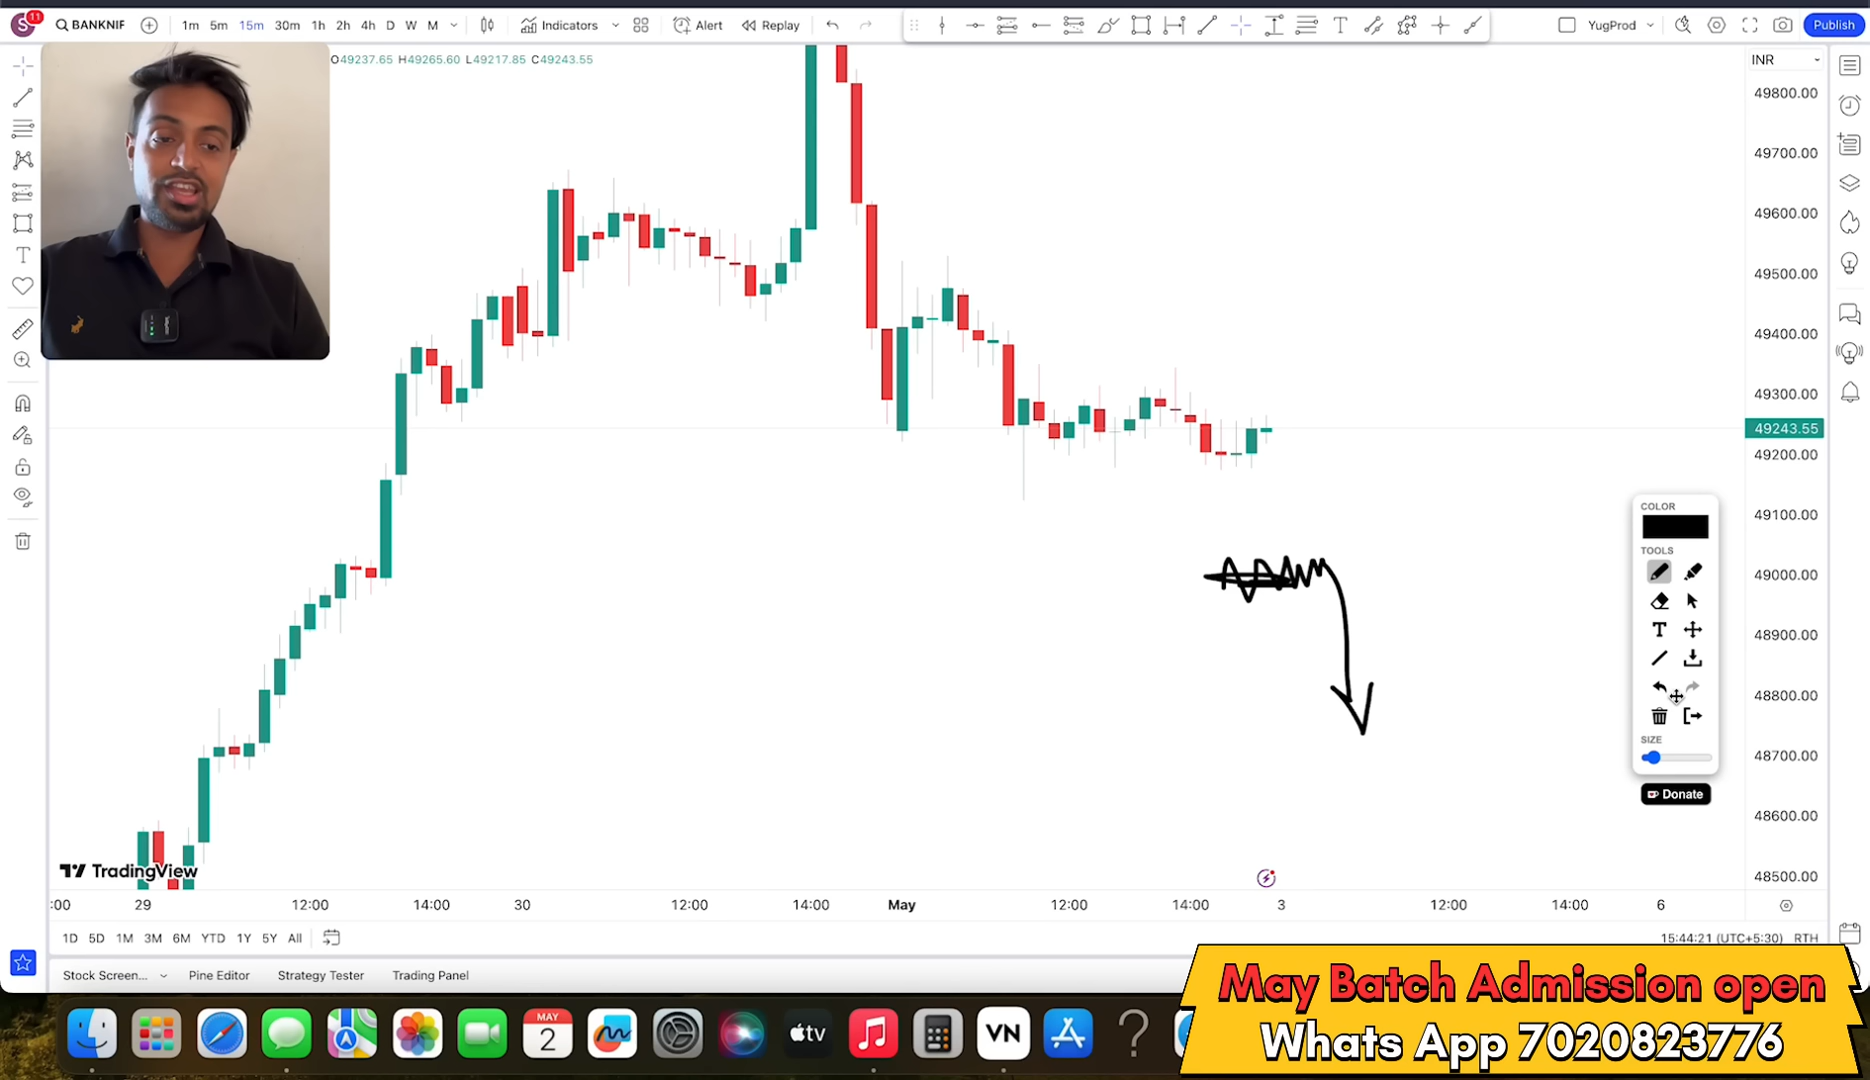 S 11 BANKNIF 1m 5m 15m 30m 1h 2h 4h D W M Indicators Alert Replay T YugProd Publish
O49237.65 H49265.60 L49217.85 C49243.55 INR
49800.00
49700.00
49600.00
49500.00
49400.00
49300.00
49243.55
49200.00
49100.00
49000.00
48900.00
48800.00
48700.00
48600.00
48500.00
COLOR
TOOLS
T
SIZE
Donate
TradingView
:00 29 12:00 14:00 30 12:00 14:00 May 12:00 14:00 3 12:00 14:00 6
1D 5D 1M 3M 6M YTD 1Y 5Y All 15:44:21 (UTC+5:30) RTH
Stock Screen... Pine Editor Strategy Tester Trading Panel
May Batch Admission open
Whats App 7020823776
MAY
2
tv
VN
?